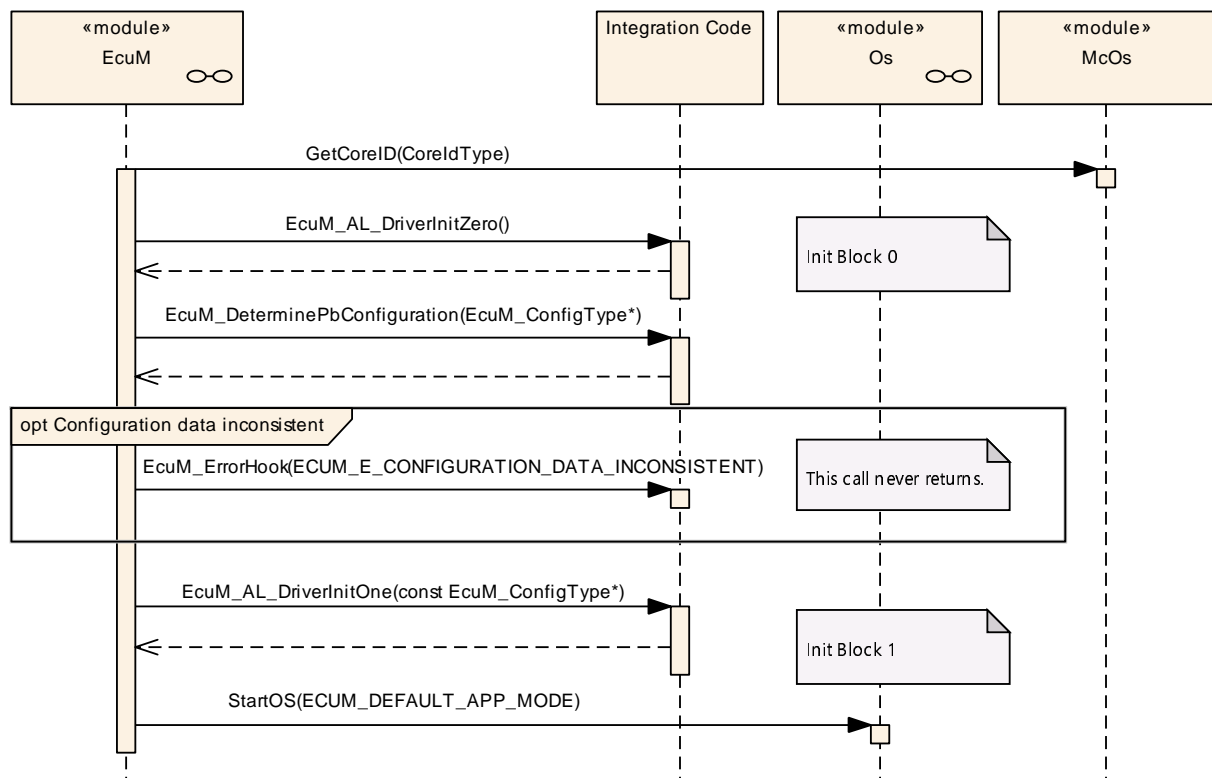 «module»
EcuM
Integration Code
«module»
Os
«module»
McOs
GetCoreID(CoreIdType)
EcuM_AL_DriverInitZero()
Init Block 0
EcuM_DeterminePbConfiguration(EcuM_ConfigType*)
opt Configuration data inconsistent
EcuM_ErrorHook(ECUM_E_CONFIGURATION_DATA_INCONSISTENT)
This call never returns.
EcuM_AL_DriverInitOne(const EcuM_ConfigType*)
Init Block 1
StartOS(ECUM_DEFAULT_APP_MODE)